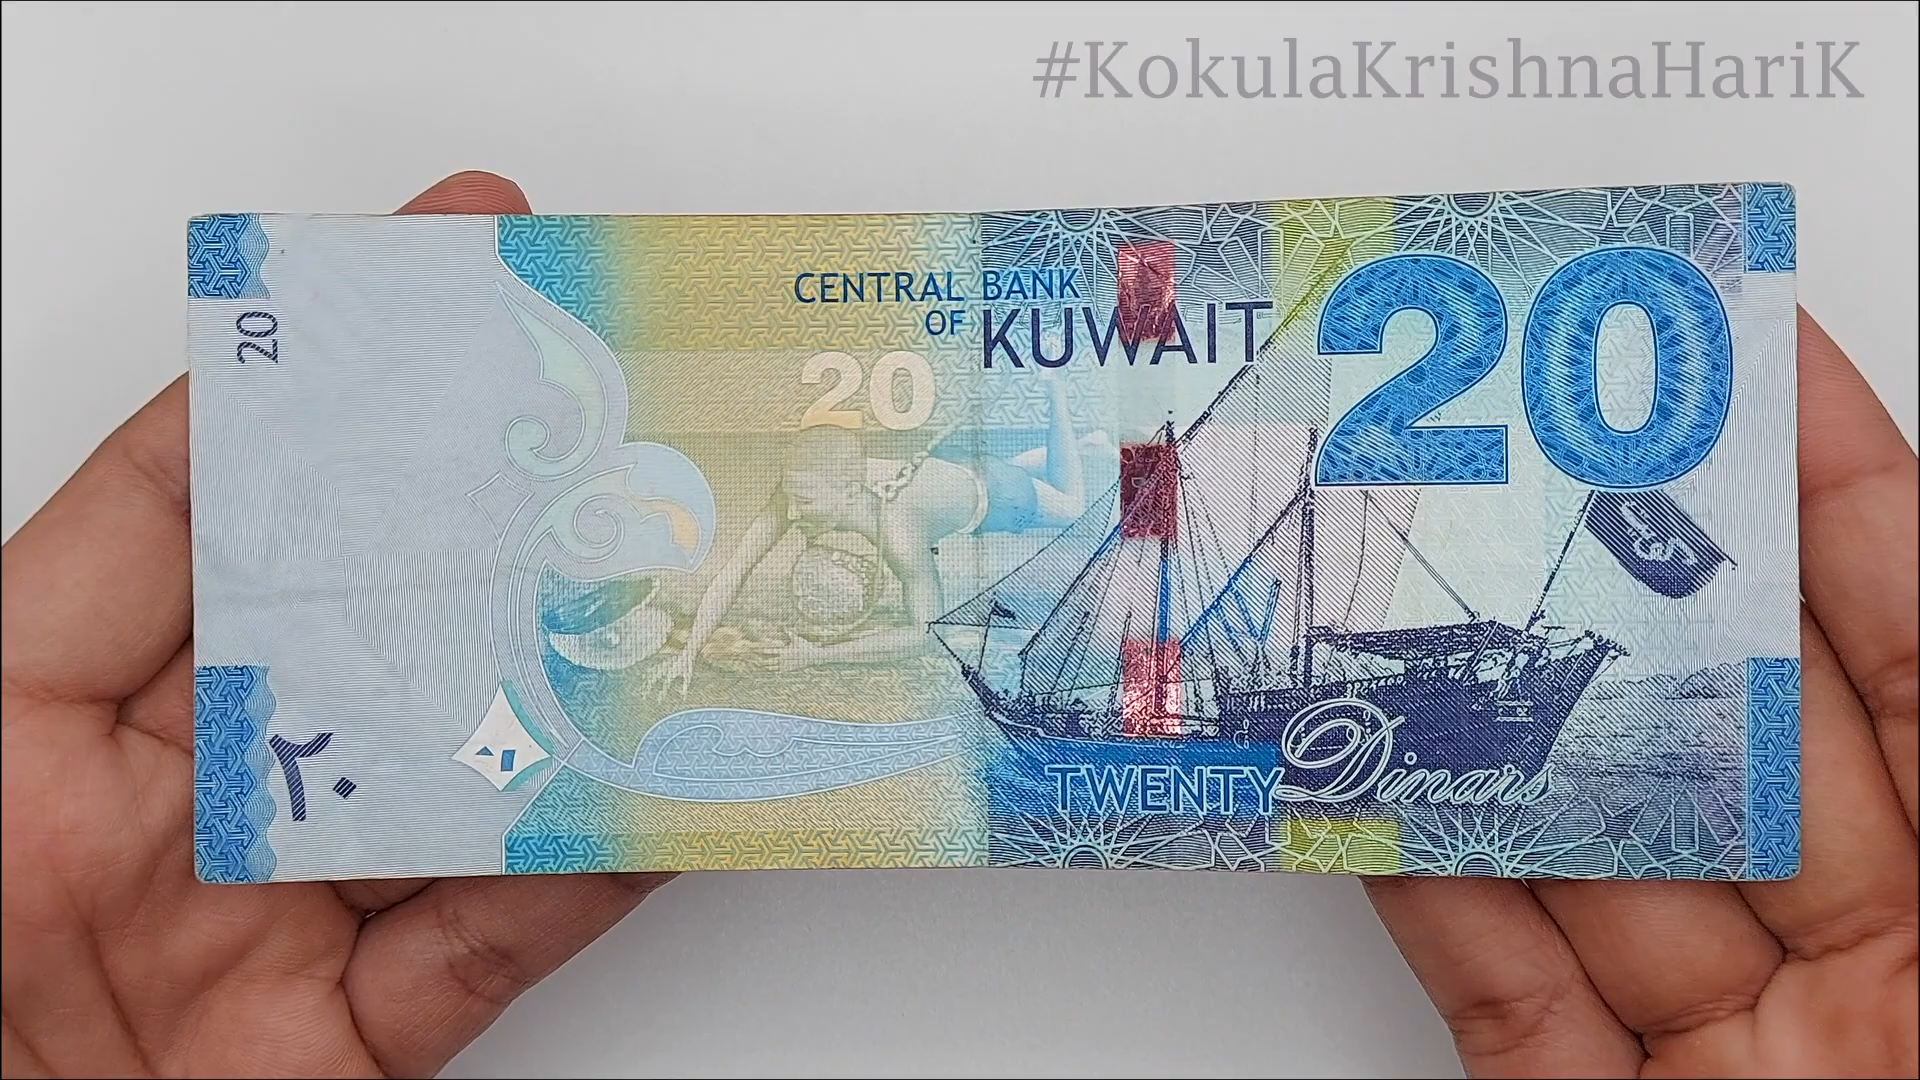 #KokulaKrishnaHariK
CENTRAL BANK
OF KUWAIT
20
20
20
TWENTY Dinars
٢٠